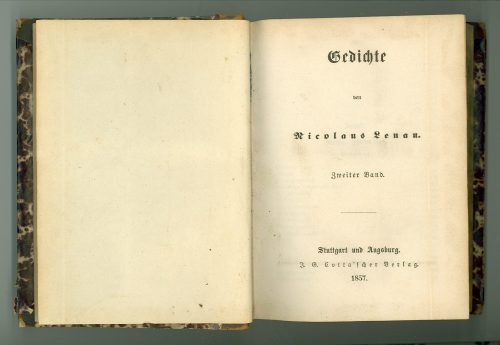 Gedichte
von
Nicolaus Lenau.
Zweiter Band.
Stuttgart und Augsburg.
J. G. Cotta'scher Verlag.
1857.